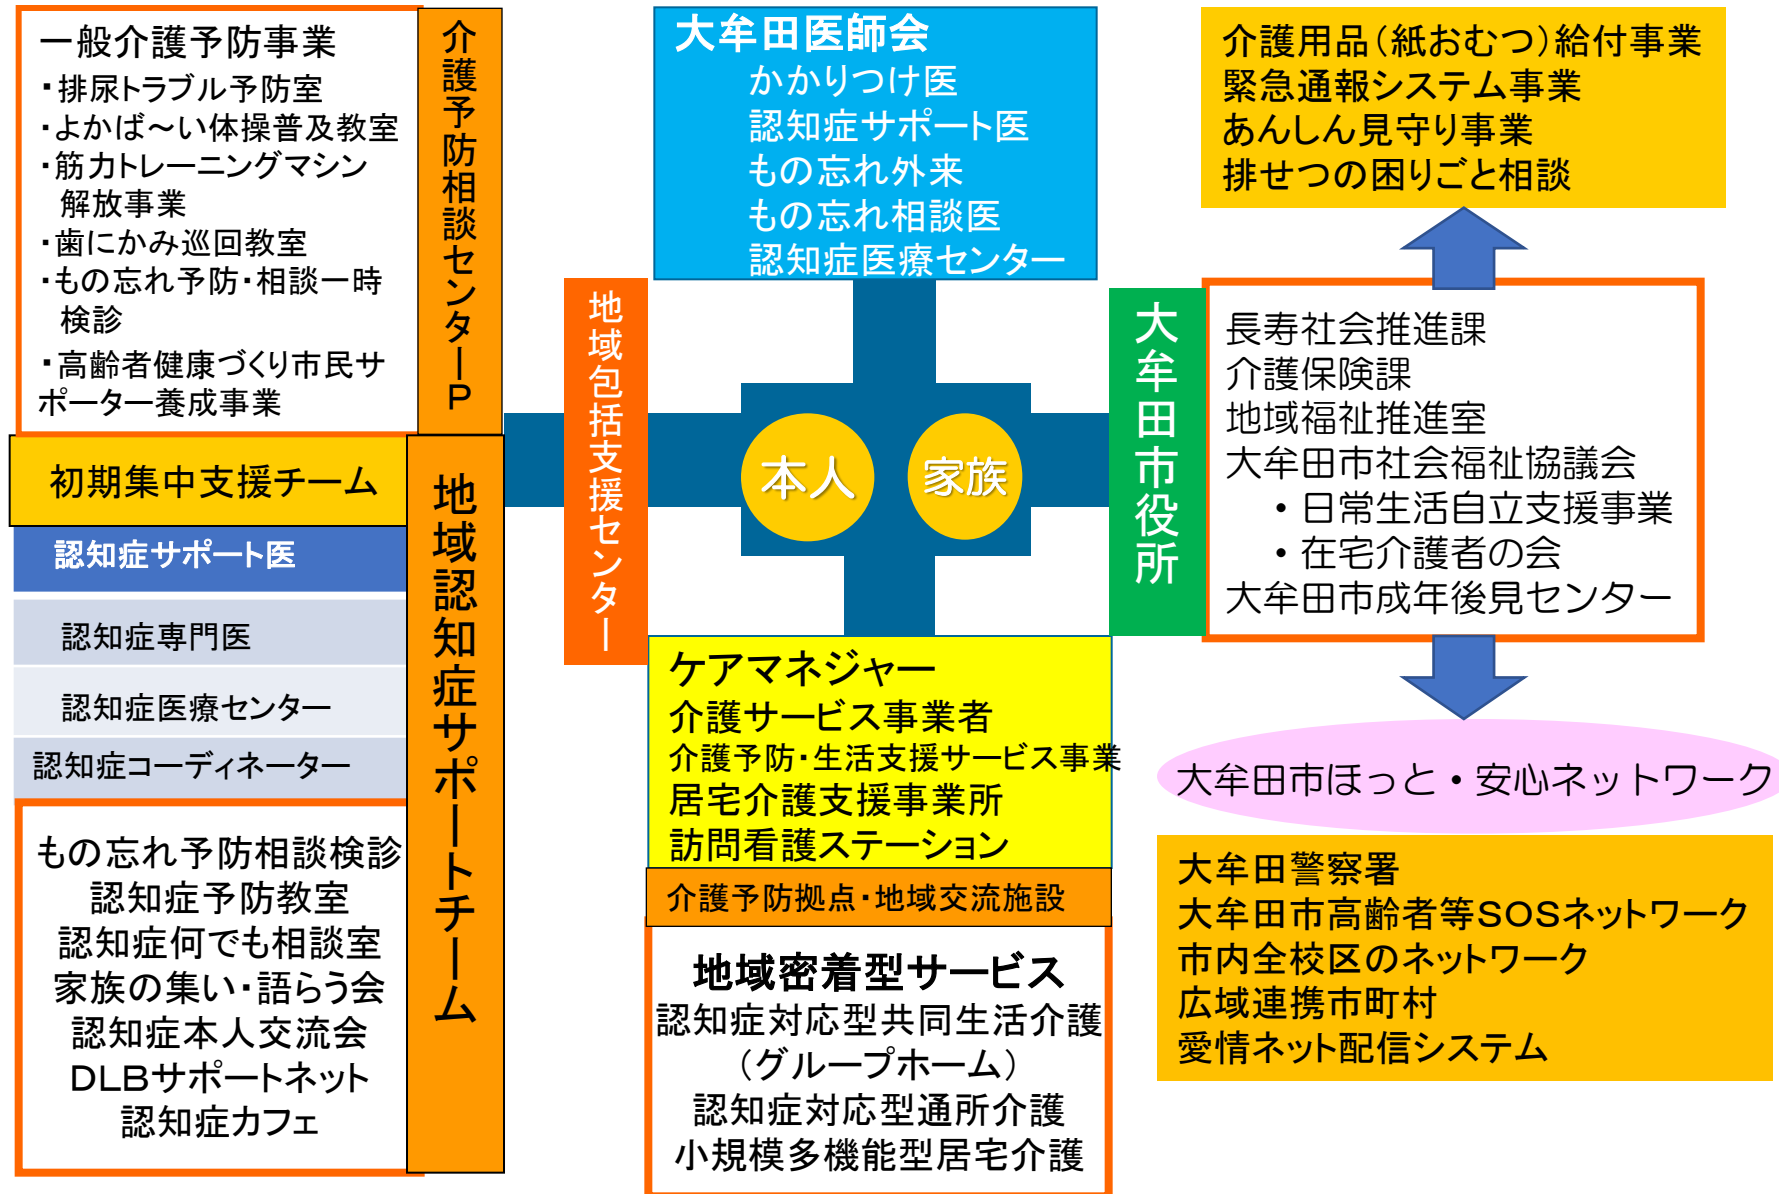 一般介護予防事業
・排尿トラブル予防室
・よかば～い体操普及教室
・筋力トレーニングマシン
解放事業
・歯にかみ巡回教室
・もの忘れ予防・相談一時
検診
・高齢者健康づくり市民サ
ポーター養成事業
介護予防相談センターP
初期集中支援チーム
認知症サポート医
認知症専門医
認知症医療センター
認知症コーディネーター
もの忘れ予防相談検診
認知症予防教室
認知症何でも相談室
家族の集い・語らう会
認知症本人交流会
DLBサポートネット
認知症カフェ
地域認知症サポートチーム
地域包括支援センター
大牟田医師会
かかりつけ医
認知症サポート医
もの忘れ外来
もの忘れ相談医
認知症医療センター
本人
家族
ケアマネジャー
介護サービス事業者
介護予防・生活支援サービス事業
居宅介護支援事業所
訪問看護ステーション
介護予防拠点・地域交流施設
地域密着型サービス
認知症対応型共同生活介護
（グループホーム）
認知症対応型通所介護
小規模多機能型居宅介護
大牟田市役所
介護用品（紙おむつ）給付事業
緊急通報システム事業
あんしん見守り事業
排せつの困りごと相談
長寿社会推進課
介護保険課
地域福祉推進室
大牟田市社会福祉協議会
・日常生活自立支援事業
・在宅介護者の会
大牟田市成年後見センター
大牟田市ほっと・安心ネットワーク
大牟田警察署
大牟田市高齢者等SOSネットワーク
市内全校区のネットワーク
広域連携市町村
愛情ネット配信システム